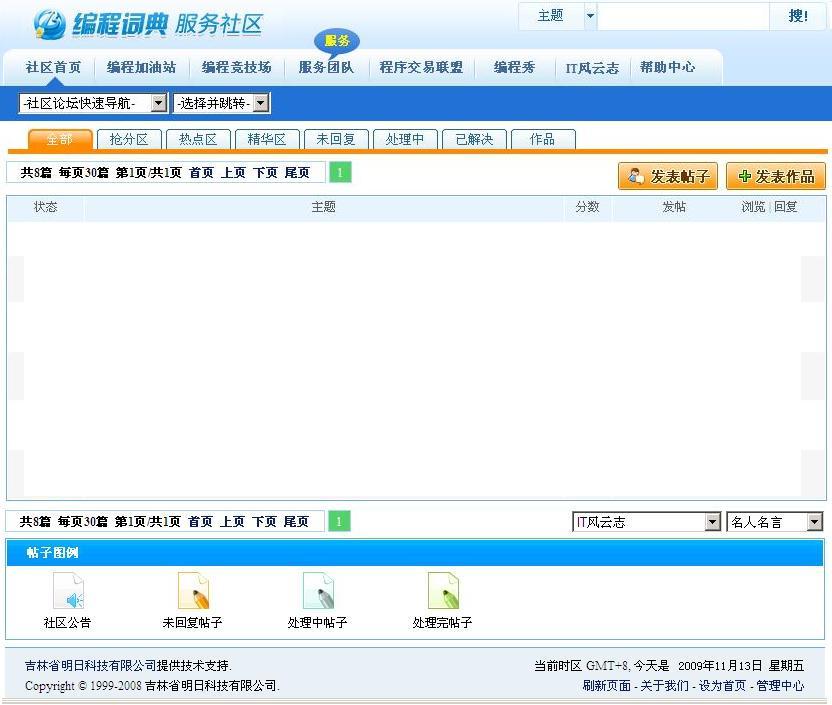 编程词典 服务社区
主题 搜!
服务
社区首页 编程加油站 编程竞技场 服务团队 程序交易联盟 编程秀 IT风云志 帮助中心
-社区论坛快速导航- -选择并跳转-
全部 抢分区 热点区 精华区 未回复 处理中 已解决 作品
共8篇 每页30篇 第1页/共1页 首页 上页 下页 尾页 1 发表帖子 发表作品
状态 主题 分数 发帖 浏览 | 回复
共8篇 每页30篇 第1页/共1页 首页 上页 下页 尾页 1 IT风云志 名人名言
帖子图例
社区公告 未回复帖子 处理中帖子 处理完帖子
吉林省明日科技有限公司提供技术支持. 当前时区 GMT+8, 今天是 2009年11月13日 星期五
Copyright © 1999-2008 吉林省明日科技有限公司. 刷新页面 - 关于我们 - 设为首页 - 管理中心